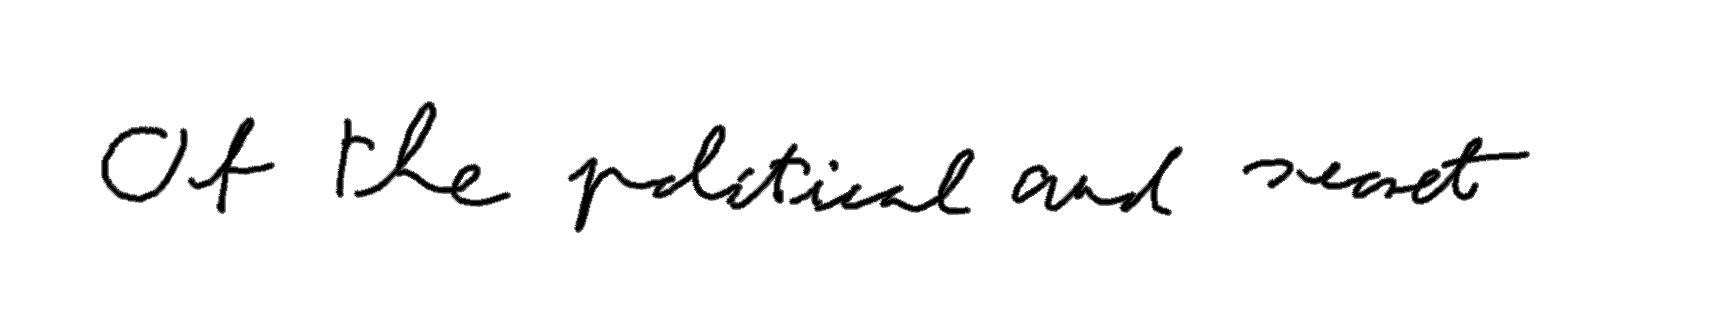 Of the political and secret